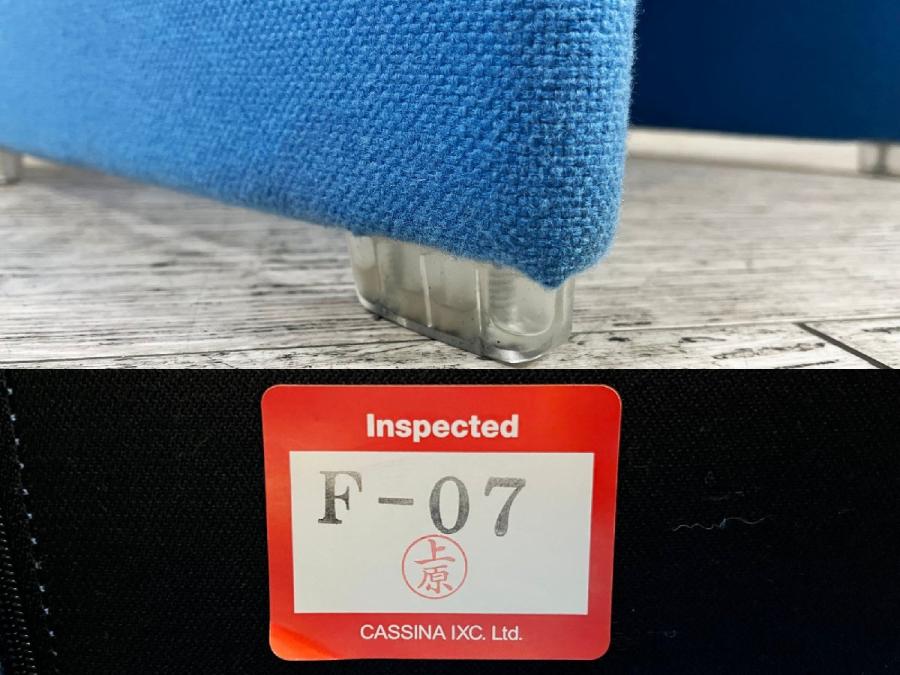 Inspected
F-07
上
原
CASSINA IXC. Ltd.